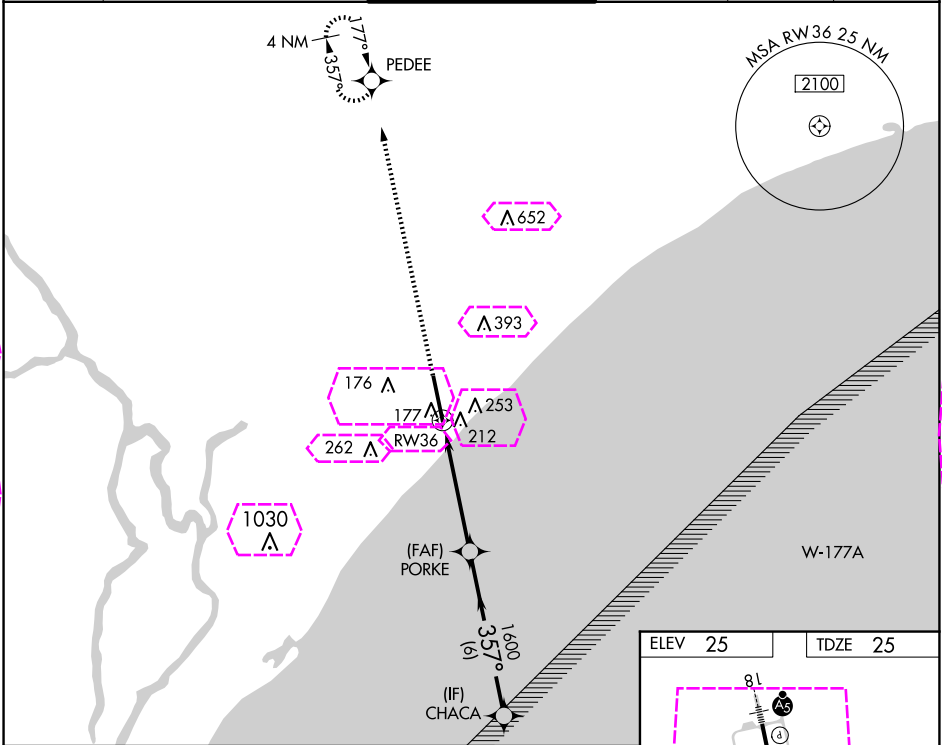 MSA RW36 25 NM
2100
4 NM
177°
357°
PEDEE
652
393
176
177
253
212
262
RW36
1030
(FAF)
PORKE
W-177A
1600
357°
(6)
(IF)
CHACA
ELEV 25
TDZE 25
18
A5
P